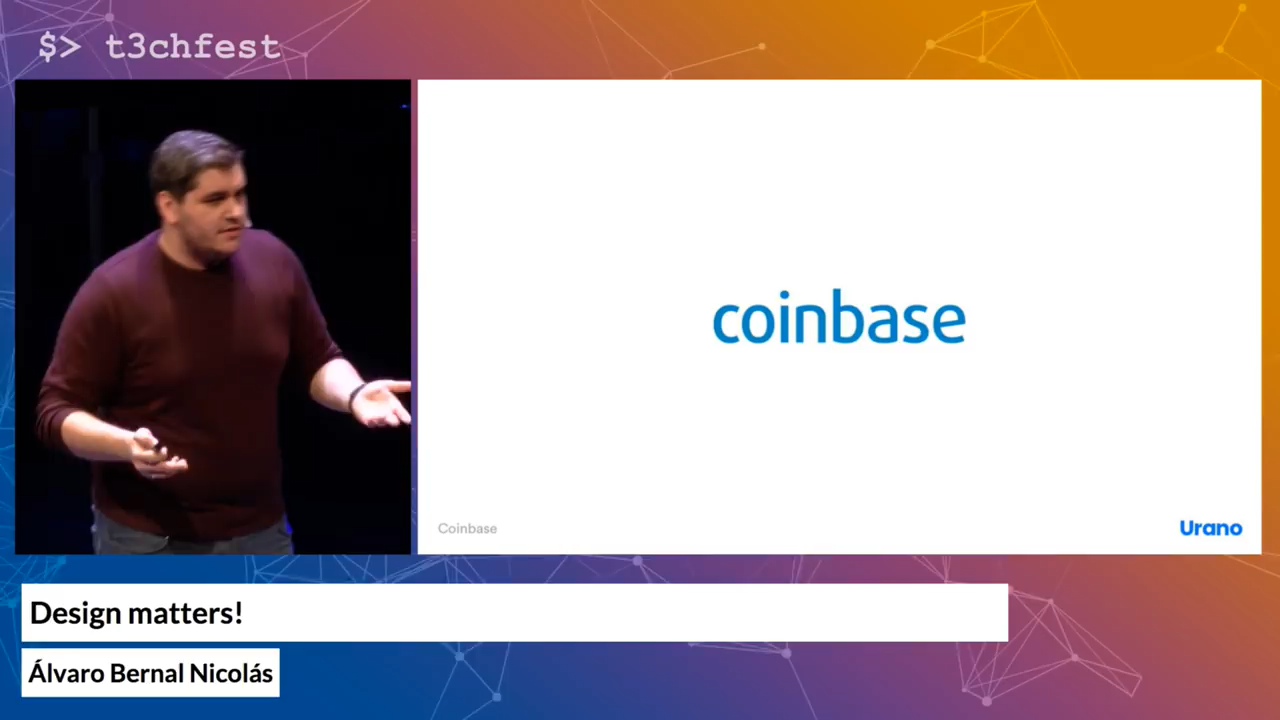 $> t3chfest
coinbase
Coinbase
Urano
Design matters!
Álvaro Bernal Nicolás